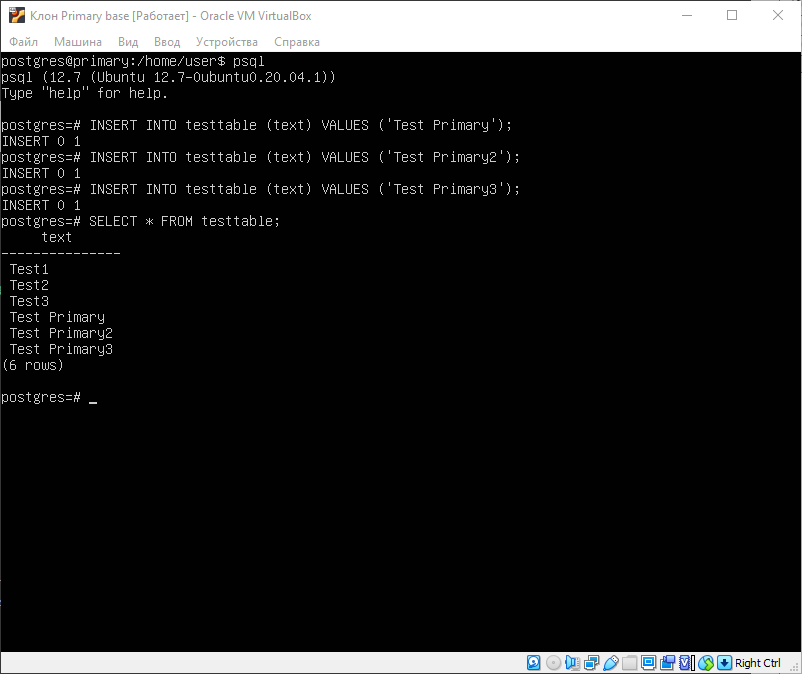 Клон Primary base [Работает] - Oracle VM VirtualBox
Файл Машина Вид Ввод Устройства Справка
postgres@primary:/home/user$ psql
psql (12.7 (Ubuntu 12.7-0ubuntu0.20.04.1))
Type "help" for help.
postgres=# INSERT INTO testtable (text) VALUES ('Test Primary');
INSERT 0 1
postgres=# INSERT INTO testtable (text) VALUES ('Test Primary2');
INSERT 0 1
postgres=# INSERT INTO testtable (text) VALUES ('Test Primary3');
INSERT 0 1
postgres=# SELECT * FROM testtable;
text
---------------
Test1
Test2
Test3
Test Primary
Test Primary2
Test Primary3
(6 rows)
postgres=# _
Right Ctrl